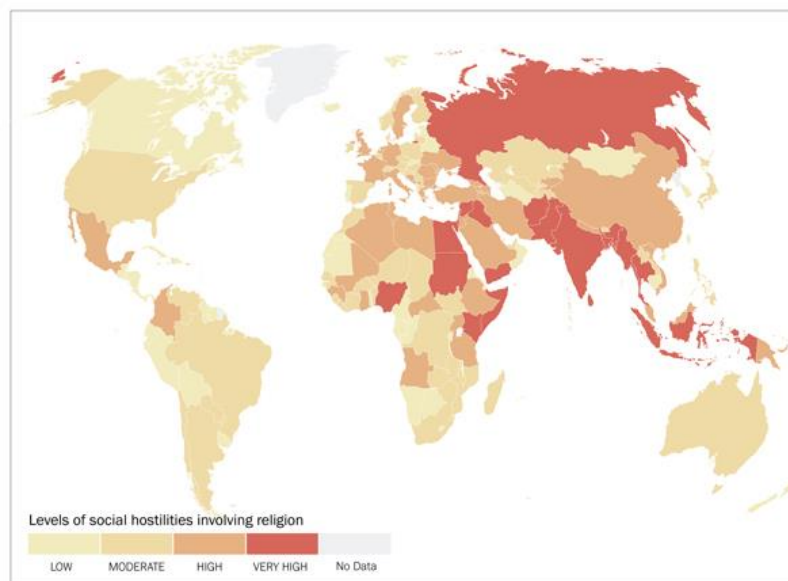 Levels of social hostilities involving religion
LOW MODERATE HIGH VERY HIGH No Data